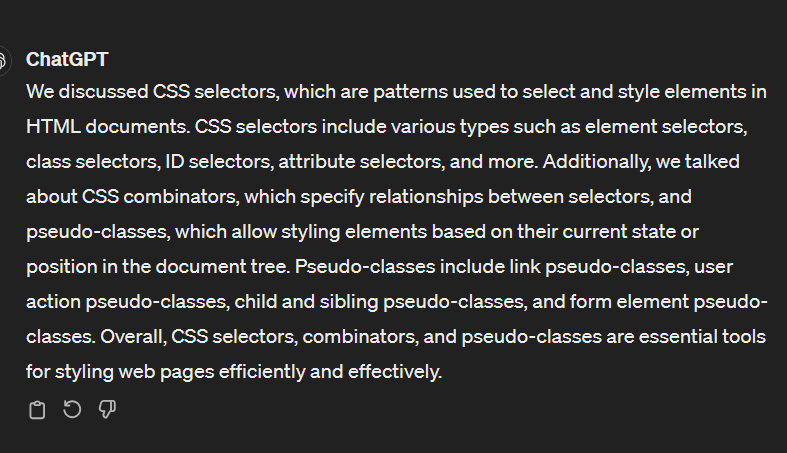 ChatGPT
We discussed CSS selectors, which are patterns used to select and style elements in
HTML documents. CSS selectors include various types such as element selectors,
class selectors, ID selectors, attribute selectors, and more. Additionally, we talked
about CSS combinators, which specify relationships between selectors, and
pseudo-classes, which allow styling elements based on their current state or
position in the document tree. Pseudo-classes include link pseudo-classes, user
action pseudo-classes, child and sibling pseudo-classes, and form element pseudo-
classes. Overall, CSS selectors, combinators, and pseudo-classes are essential tools
for styling web pages efficiently and effectively.